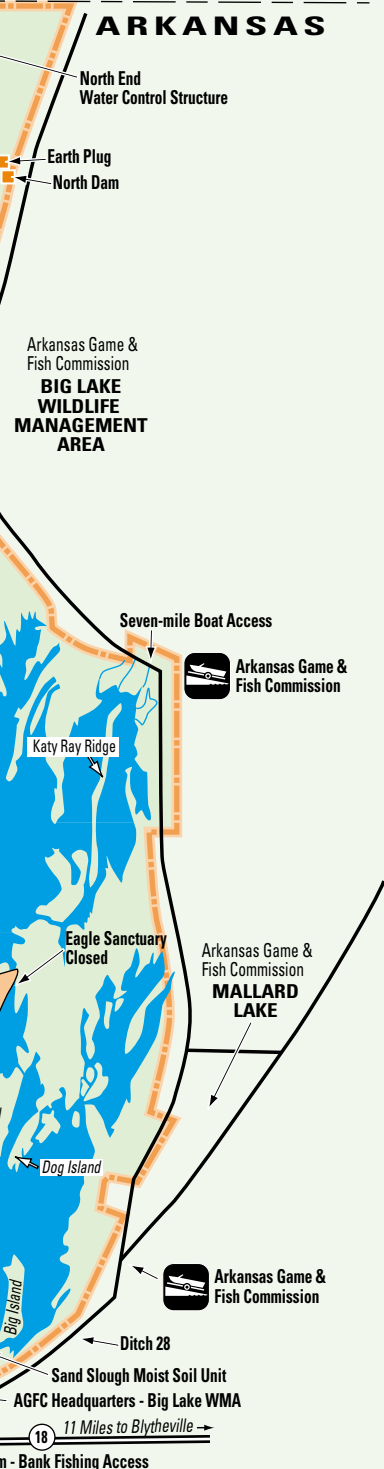 ARKANSAS
North End
Water Control Structure
Earth Plug
North Dam
Arkansas Game &
Fish Commission
BIG LAKE
WILDLIFE
MANAGEMENT
AREA
Seven-mile Boat Access
Arkansas Game &
Fish Commission
Katy Ray Ridge
Eagle Sanctuary
Closed
Arkansas Game &
Fish Commission
MALLARD
LAKE
Dog Island
Arkansas Game &
Fish Commission
Big Island
Ditch 28
Sand Slough Moist Soil Unit
AGFC Headquarters - Big Lake WMA
18 11 Miles to Blytheville
- Bank Fishing Access